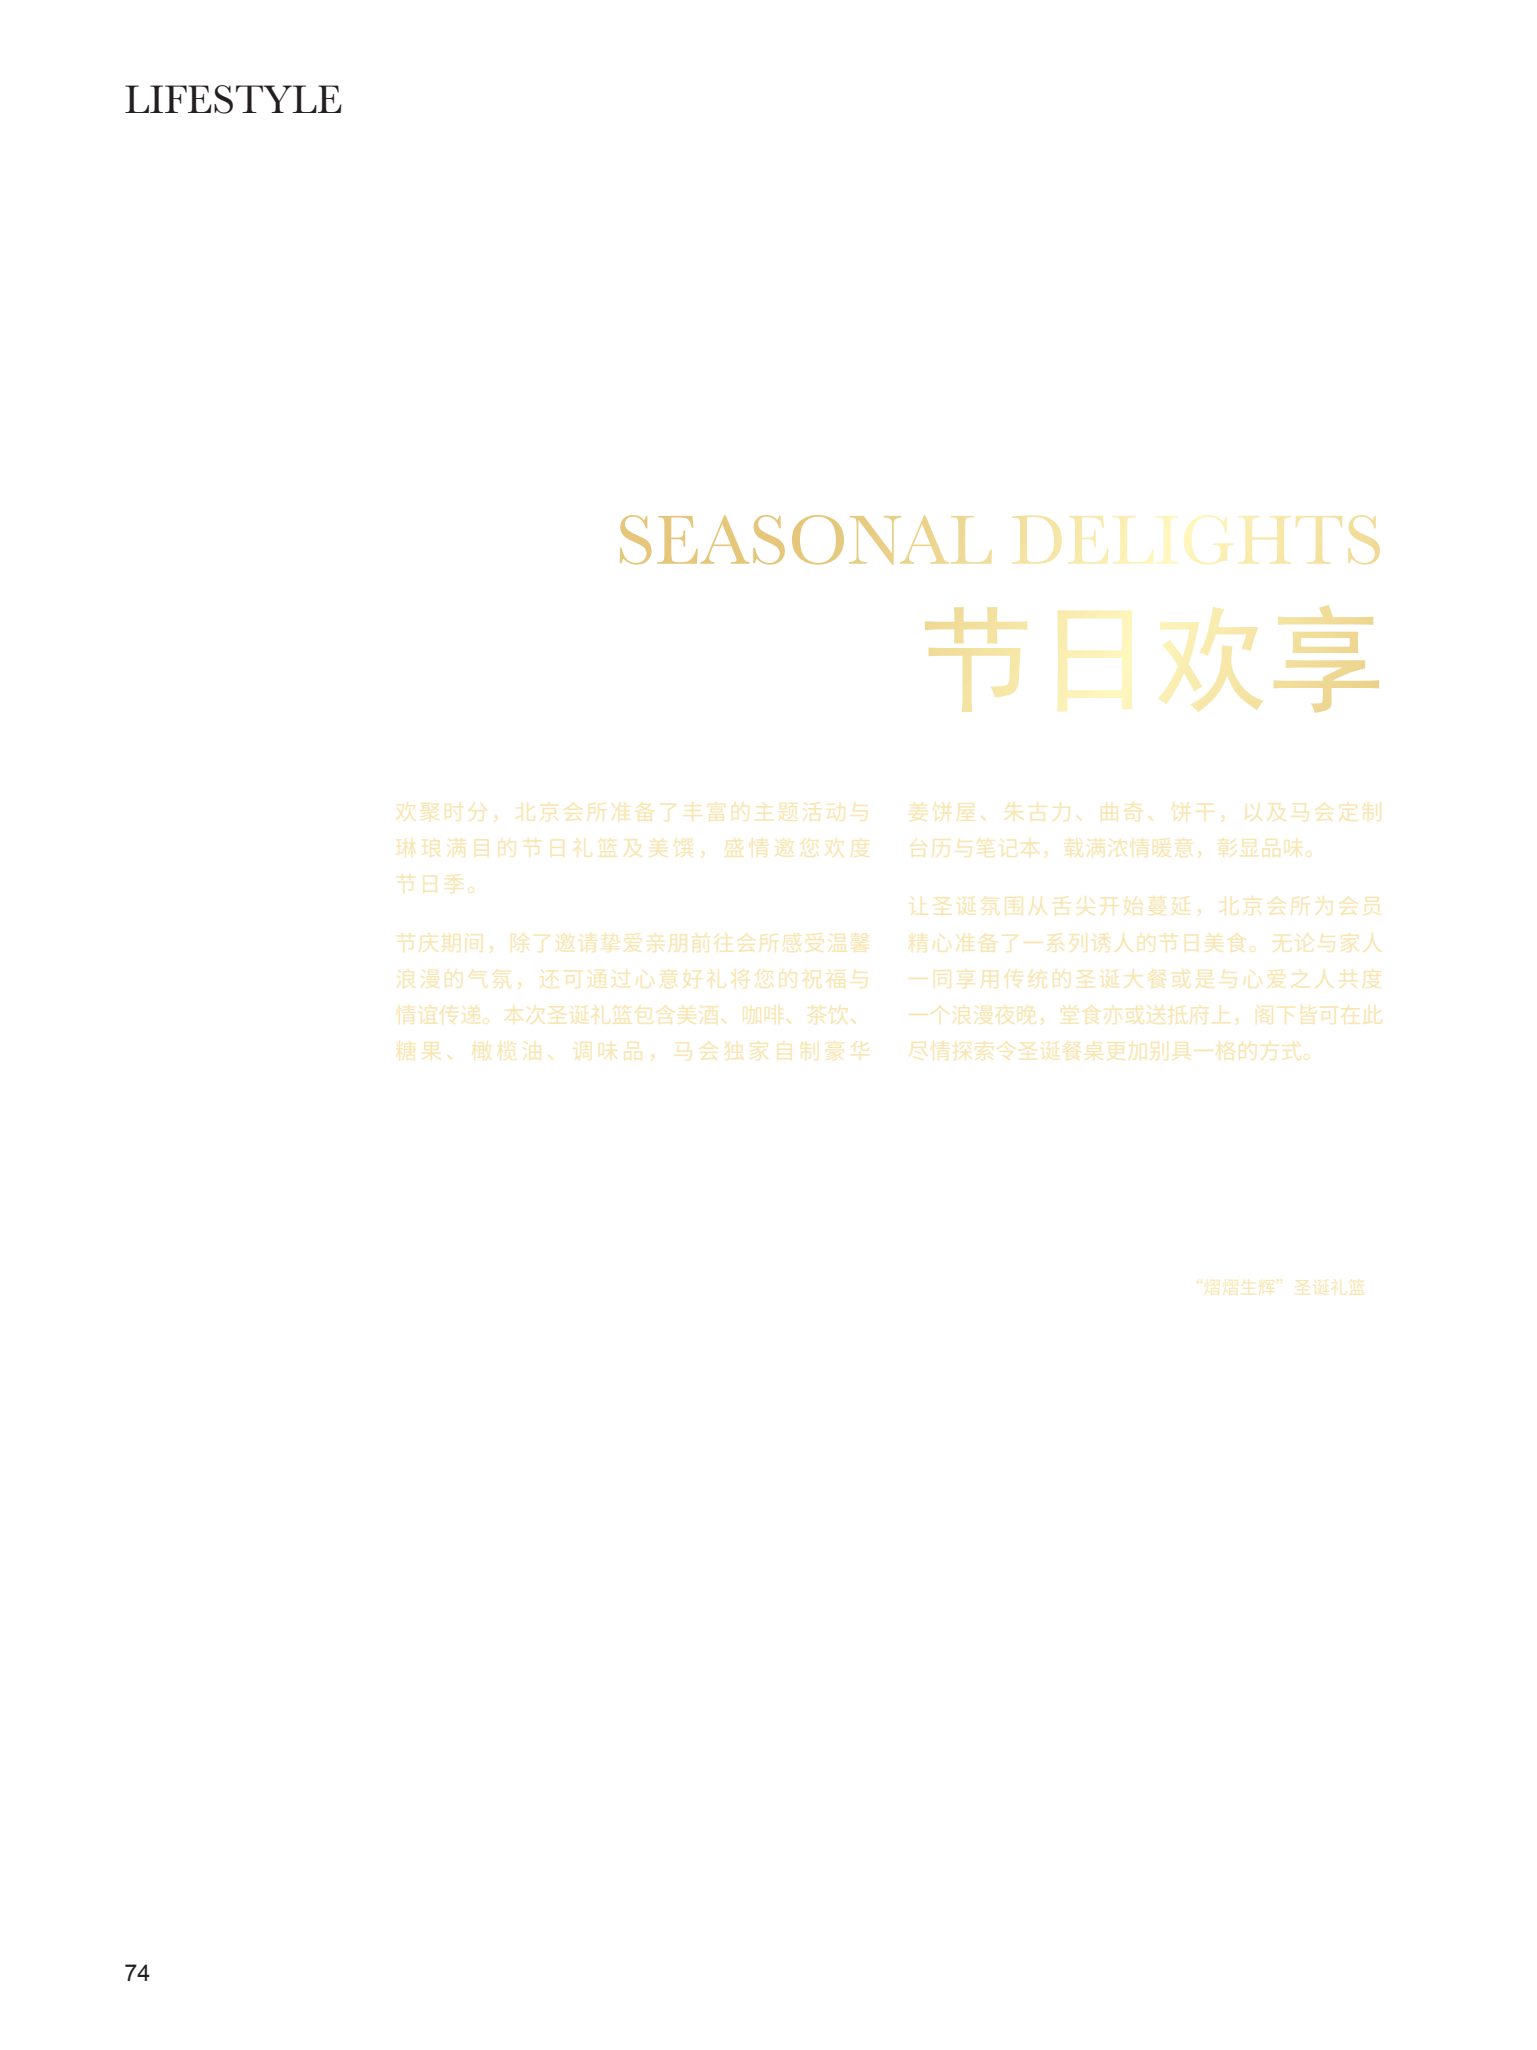 LIFESTYLE
SEASONAL DELIGHTS
节日欢享
欢聚时分，北京会所准备了丰富的主题活动与
琳琅满目的节日礼篮及美馔，盛情邀您欢度
节日季。
节庆期间，除了邀请挚爱亲朋前往会所感受温馨
浪漫的气氛，还可通过心意好礼将您的祝福与
情谊传递。本次圣诞礼篮包含美酒、咖啡、茶饮、
糖果、橄榄油、调味品，马会独家自制豪华
姜饼屋、朱古力、曲奇、饼干，以及马会定制
台历与笔记本，载满浓情暖意，彰显品味。
让圣诞氛围从舌尖开始蔓延，北京会所为会员
精心准备了一系列诱人的节日美食。无论与家人
一同享用传统的圣诞大餐或是与心爱之人共度
一个浪漫夜晚，堂食亦或送抵府上，阁下皆可在此
尽情探索令圣诞餐桌更加别具一格的方式。
“熠熠生辉”圣诞礼篮
74